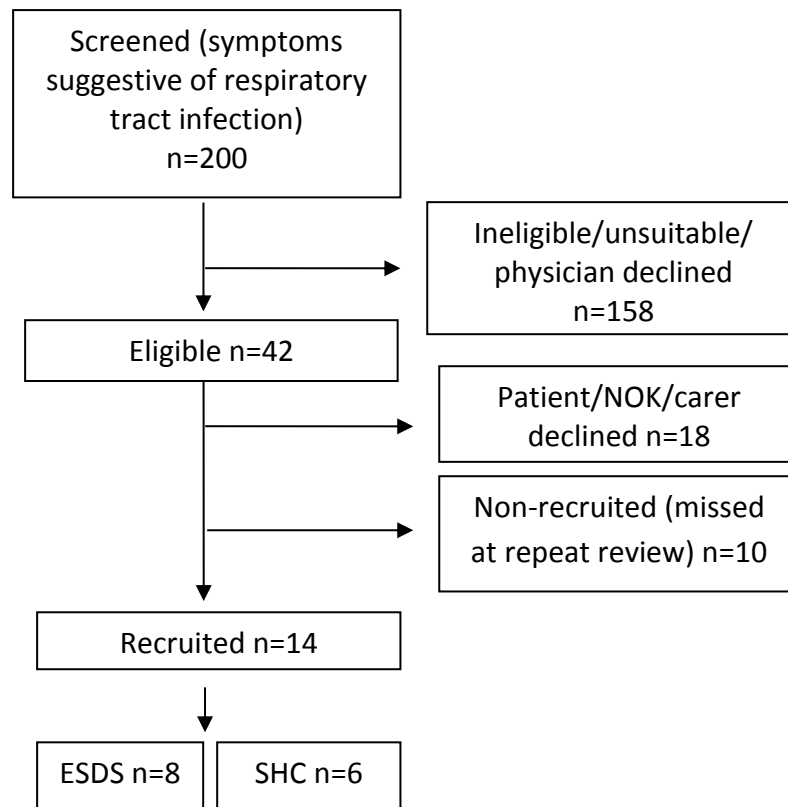 Screened (symptoms
suggestive of respiratory
tract infection)
n=200
Ineligible/unsuitable/
physician declined
n=158
Eligible n=42
Patient/NOK/carer
declined n=18
Non-recruited (missed
at repeat review) n=10
Recruited n=14
ESDS n=8
SHC n=6